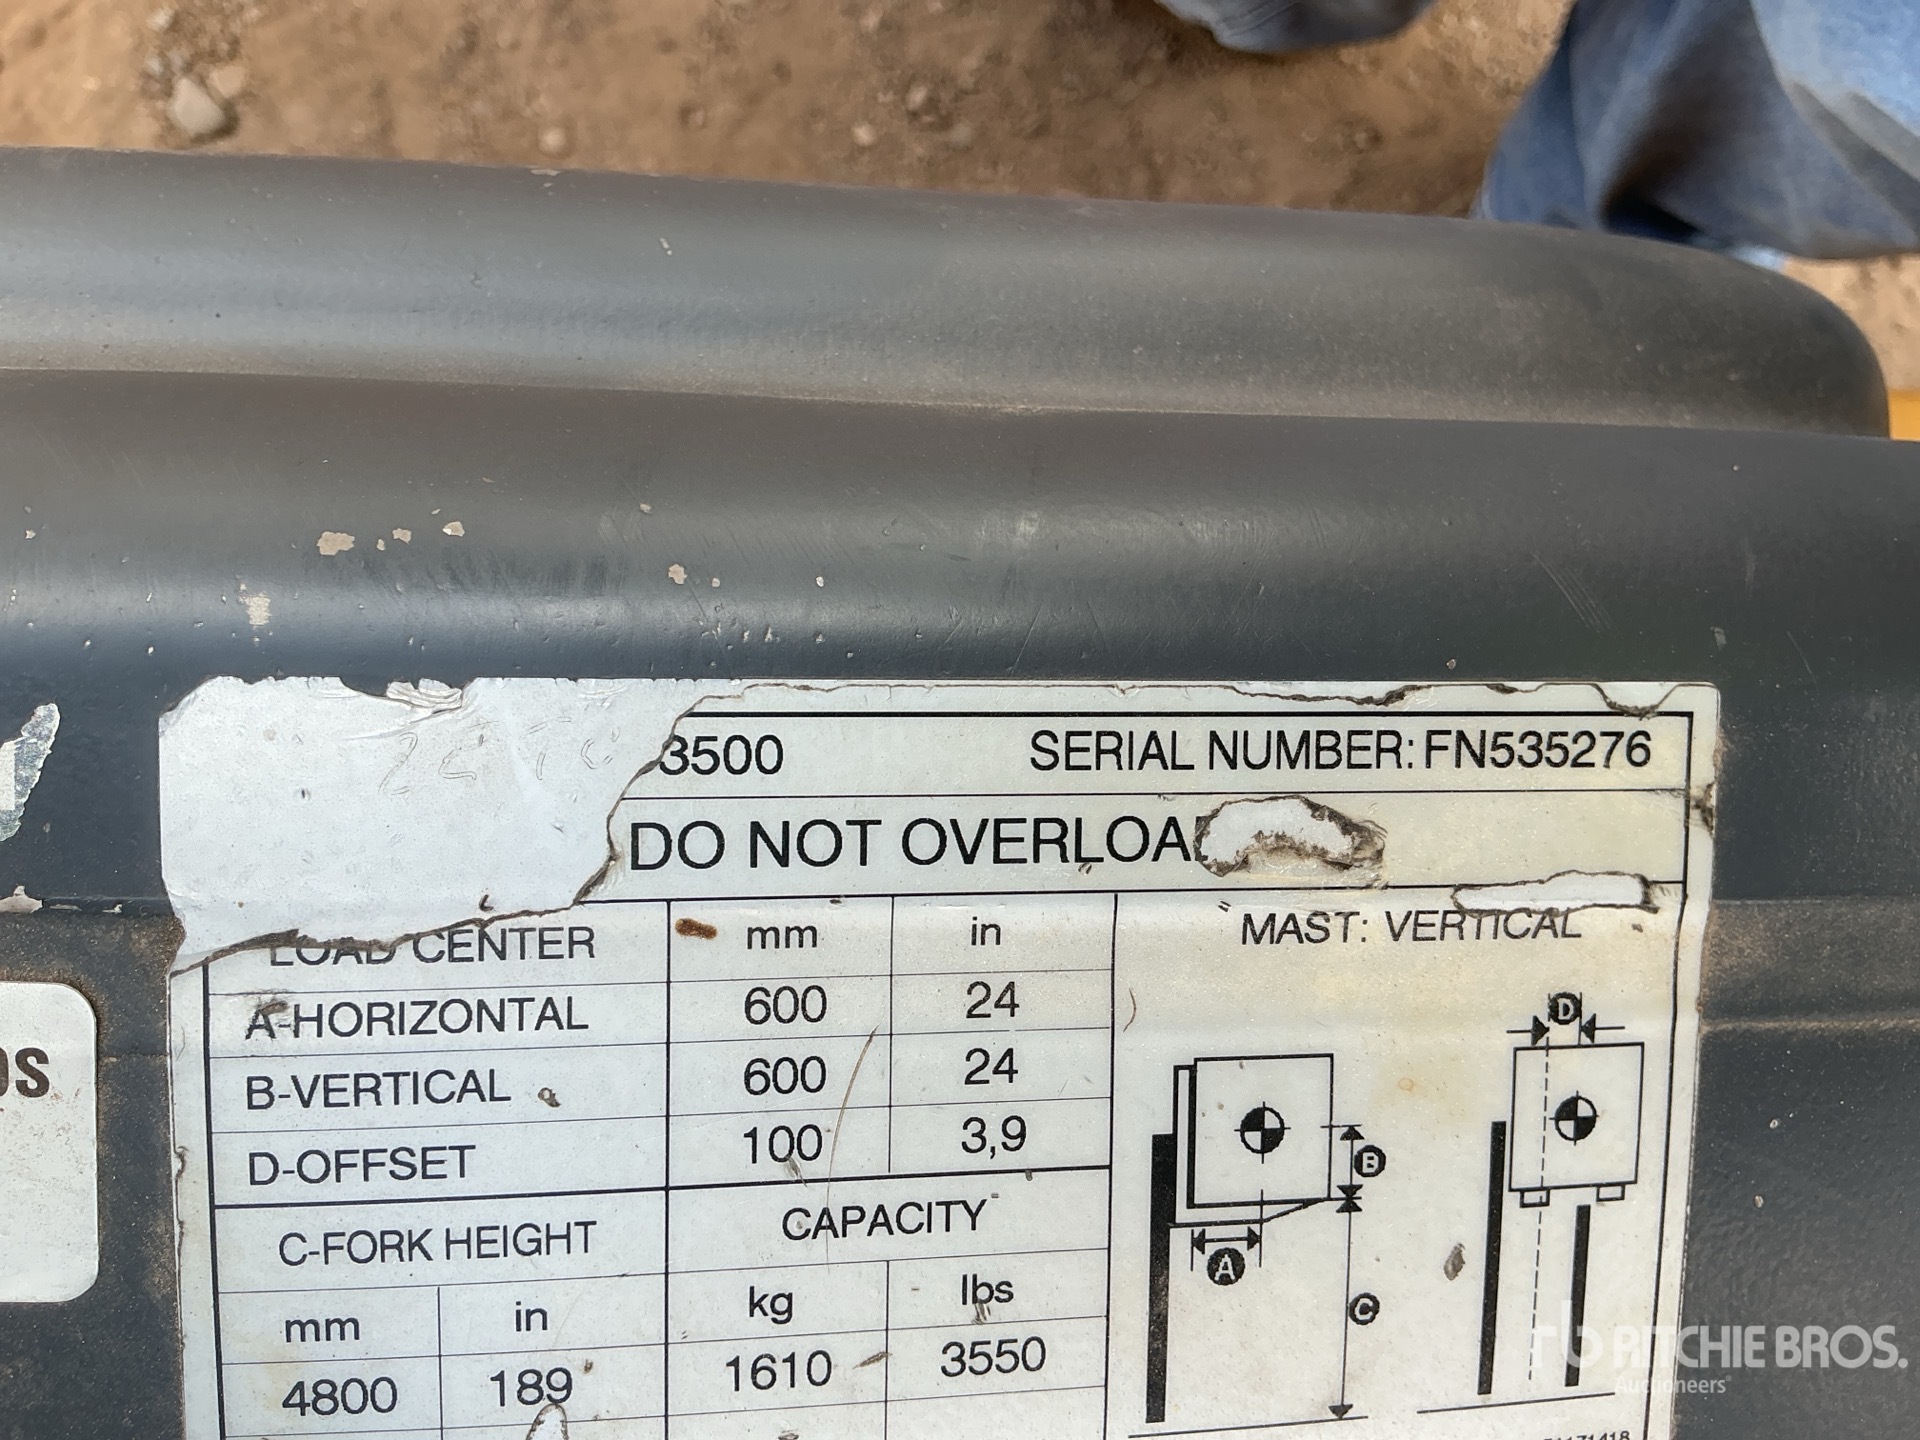 3500 SERIAL NUMBER: FN535276
DO NOT OVERLOA
LOAD CENTER mm in
A-HORIZONTAL 600 24
B-VERTICAL 600 24
D-OFFSET 100 3,9
C-FORK HEIGHT CAPACITY
mm in kg lbs
4800 189 1610 3550
MAST: VERTICAL
D
B
A
C
os
RITCHIE BROS.
Auctioneers